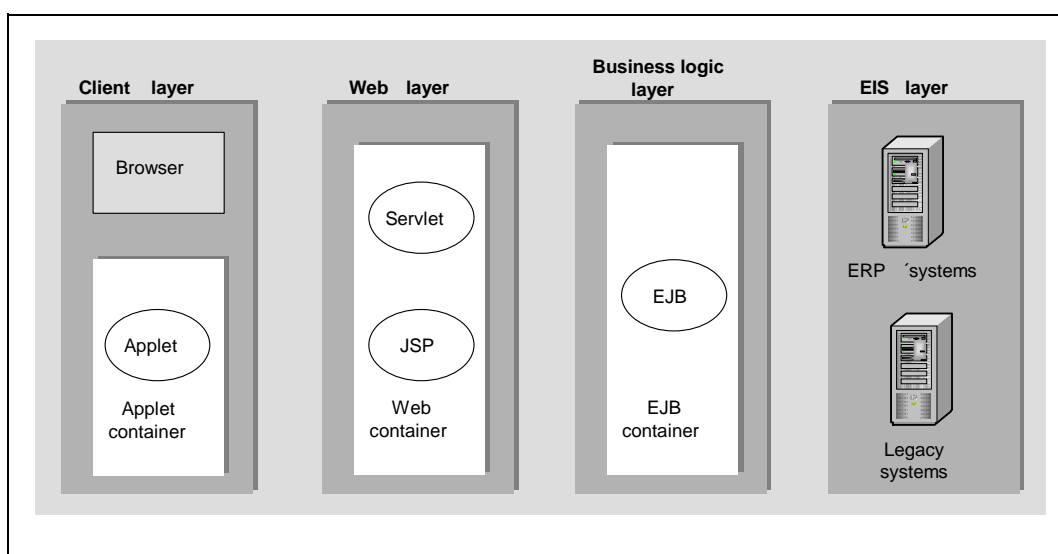 Client layer
Browser
Applet
Applet
container
Web layer
Servlet
JSP
Web
container
Business logic
layer
EJB
EJB
container
EIS layer
ERP ´systems
Legacy
systems